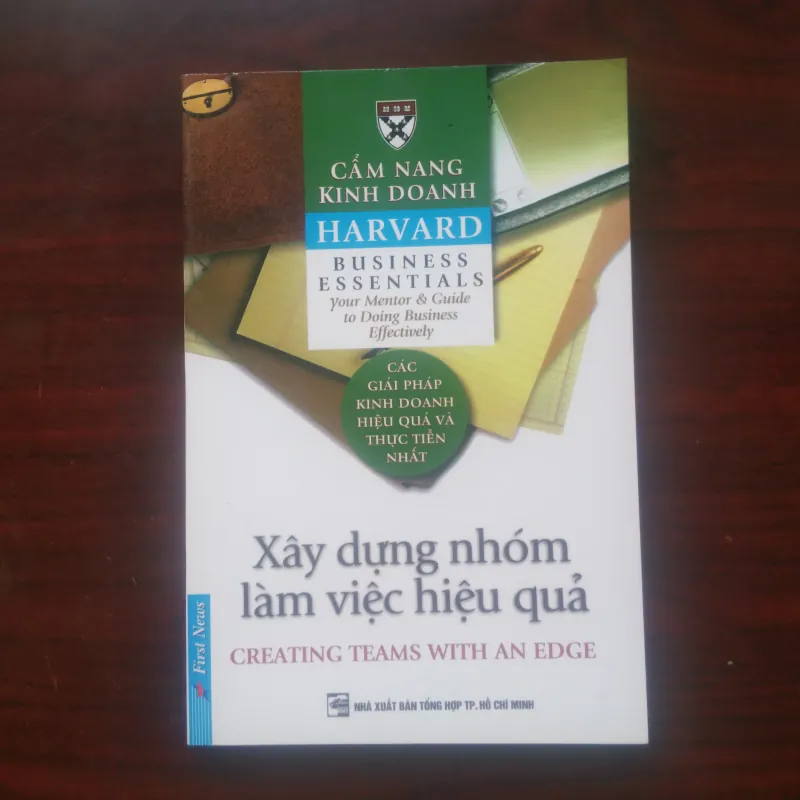 CẨM NANG
KINH DOANH
HARVARD
BUSINESS
ESSENTIALS
your Mentor & Guide
to Doing Business
Effectively
CÁC
GIẢI PHÁP
KINH DOANH
HIỆU QUẢ VÀ
THỰC TIỄN
NHẤT
Xây dựng nhóm
làm việc hiệu quả
CREATING TEAMS WITH AN EDGE
First News
NHÀ XUẤT BẢN TỔNG HỢP TP. HỒ CHÍ MINH